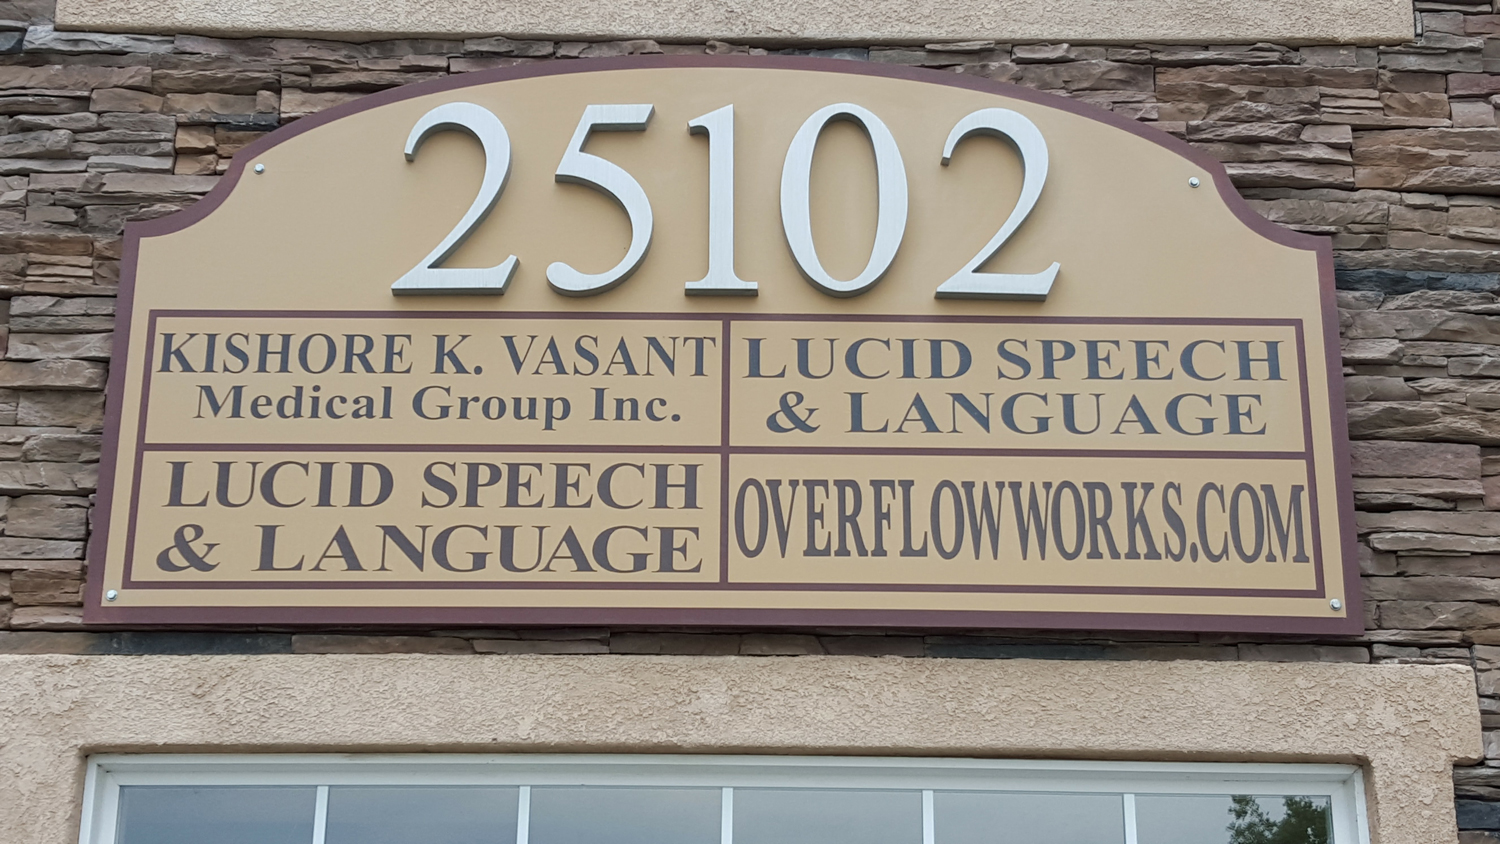 25102
KISHORE K. VASANT
Medical Group Inc.
LUCID SPEECH
& LANGUAGE
LUCID SPEECH
& LANGUAGE
OVERFLOWWORKS.COM